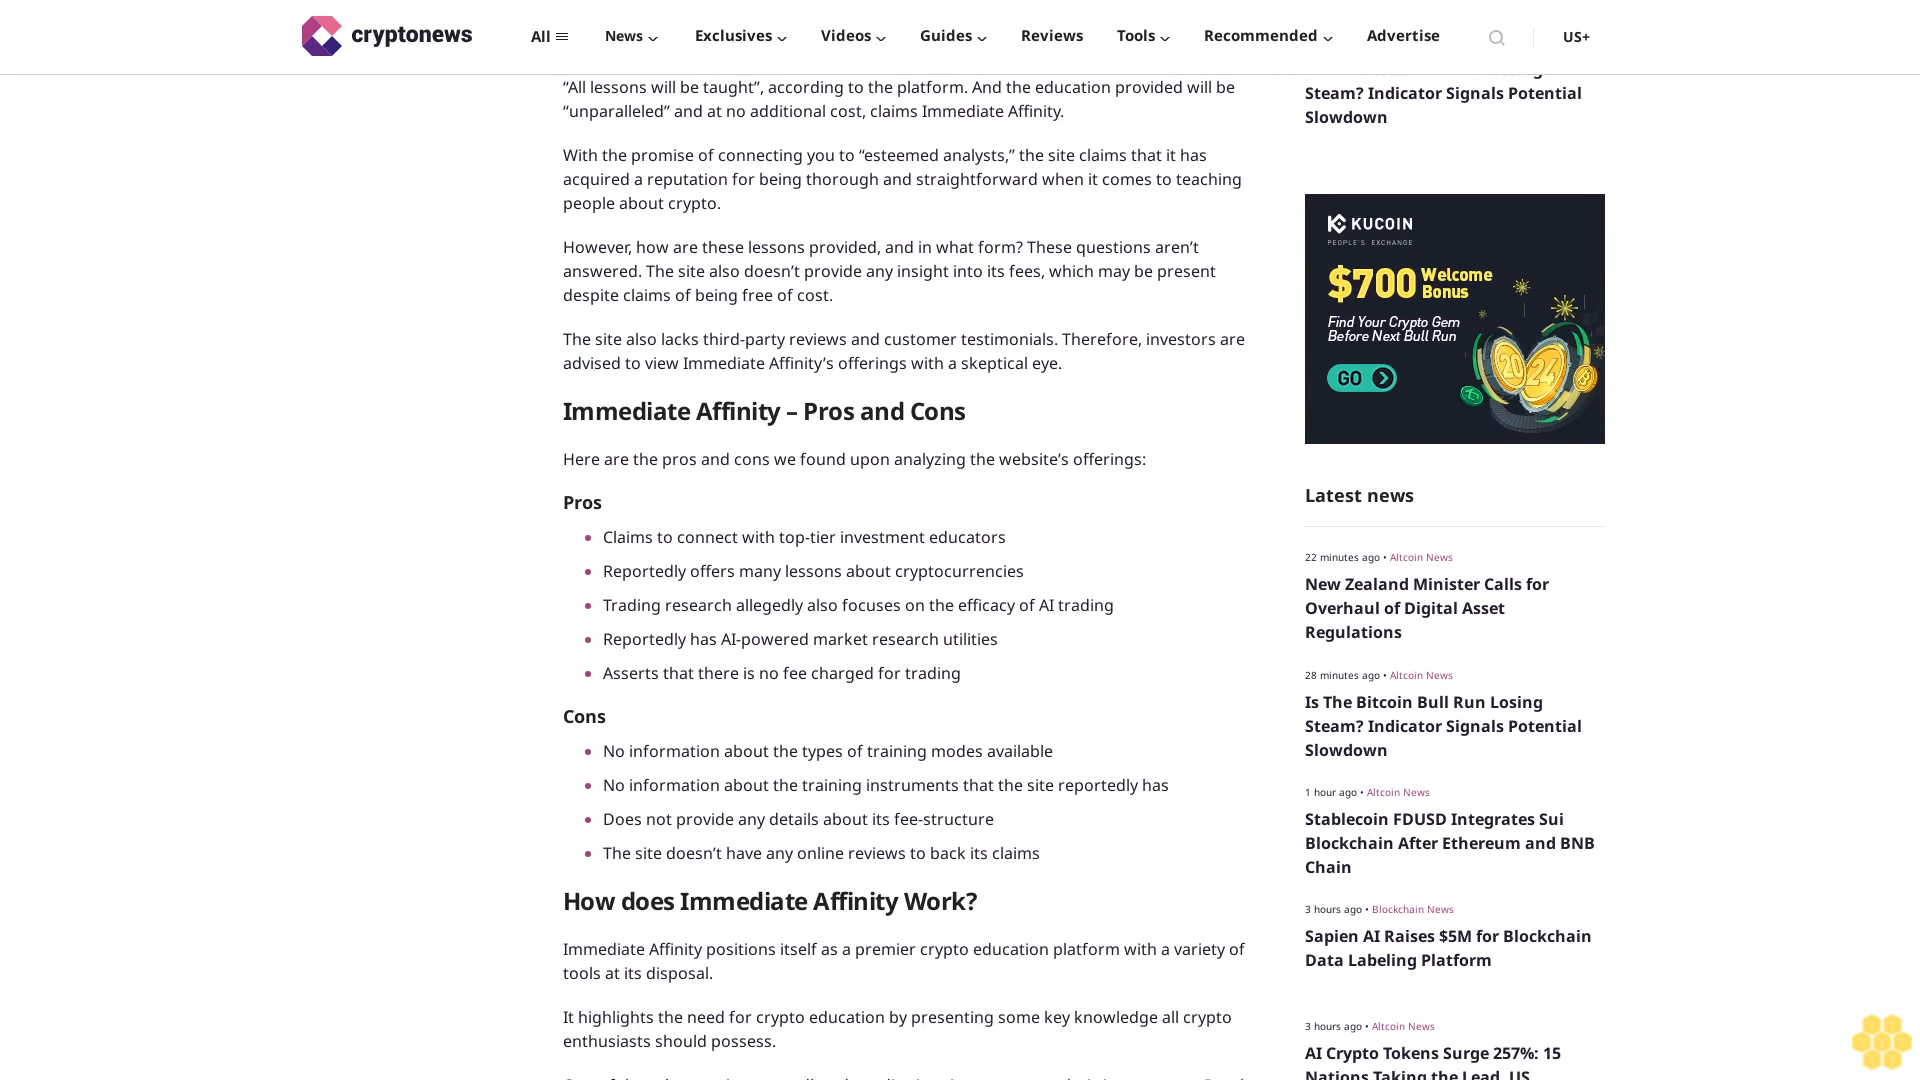 cryptonews
All
News
Exclusives
Videos
Guides
Reviews
Tools
Recommended
Advertise
US+
“All lessons will be taught”, according to the platform. And the education provided will be
“unparalleled” and at no additional cost, claims Immediate Affinity.
With the promise of connecting you to “esteemed analysts,” the site claims that it has
acquired a reputation for being thorough and straightforward when it comes to teaching
people about crypto.
However, how are these lessons provided, and in what form? These questions aren’t
answered. The site also doesn’t provide any insight into its fees, which may be present
despite claims of being free of cost.
The site also lacks third-party reviews and customer testimonials. Therefore, investors are
advised to view Immediate Affinity’s offerings with a skeptical eye.
Immediate Affinity – Pros and Cons
Here are the pros and cons we found upon analyzing the website’s offerings:
Pros
Claims to connect with top-tier investment educators
Reportedly offers many lessons about cryptocurrencies
Trading research allegedly also focuses on the efficacy of AI trading
Reportedly has AI-powered market research utilities
Asserts that there is no fee charged for trading
Cons
No information about the types of training modes available
No information about the training instruments that the site reportedly has
Does not provide any details about its fee-structure
The site doesn’t have any online reviews to back its claims
How does Immediate Affinity Work?
Immediate Affinity positions itself as a premier crypto education platform with a variety of
tools at its disposal.
It highlights the need for crypto education by presenting some key knowledge all crypto
enthusiasts should possess.
Steam? Indicator Signals Potential
Slowdown
KUCOIN
PEOPLE'S EXCHANGE
$700 Welcome
Bonus
Find Your Crypto Gem
Before Next Bull Run
GO
2024
Latest news
22 minutes ago • Altcoin News
New Zealand Minister Calls for
Overhaul of Digital Asset
Regulations
28 minutes ago • Altcoin News
Is The Bitcoin Bull Run Losing
Steam? Indicator Signals Potential
Slowdown
1 hour ago • Altcoin News
Stablecoin FDUSD Integrates Sui
Blockchain After Ethereum and BNB
Chain
3 hours ago • Blockchain News
Sapien AI Raises $5M for Blockchain
Data Labeling Platform
3 hours ago • Altcoin News
AI Crypto Tokens Surge 257%: 15
Nations Taking the Lead, US